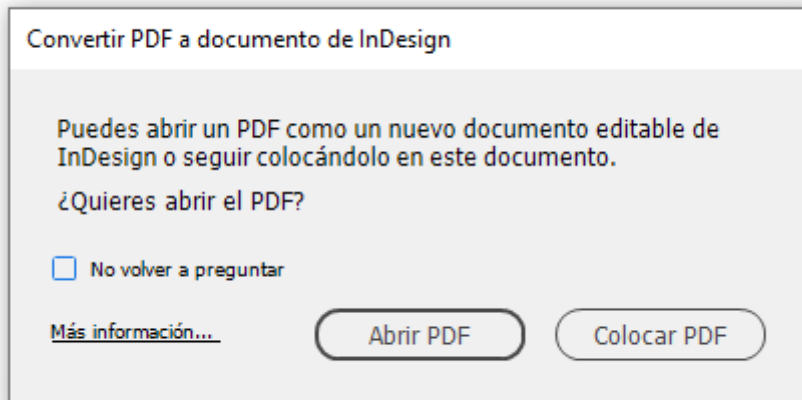 Convertir PDF a documento de InDesign
Puedes abrir un PDF como un nuevo documento editable de
InDesign o seguir colocándolo en este documento.
¿Quieres abrir el PDF?
No volver a preguntar
Más información...
Abrir PDF
Colocar PDF